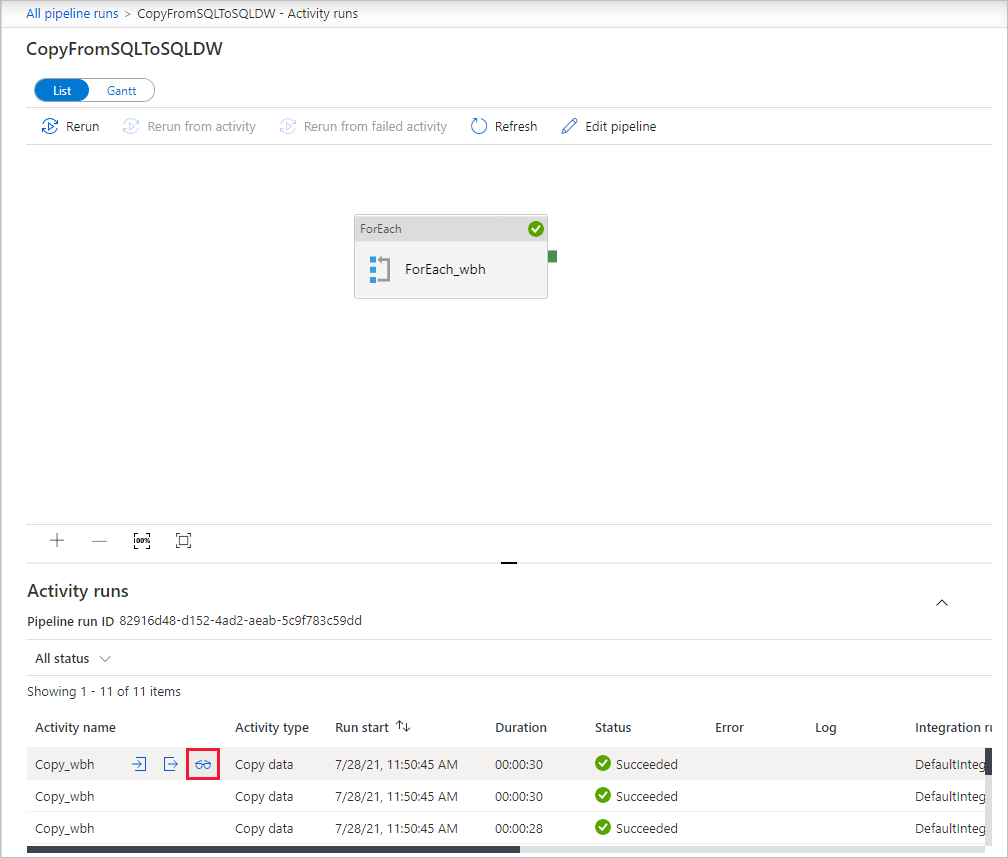 All pipeline runs > CopyFromSQLToSQLDW - Activity runs
CopyFromSQLToSQLDW
List Gantt
Rerun Rerun from activity Rerun from failed activity Refresh Edit pipeline
ForEach
ForEach_wbh
100%
Activity runs
Pipeline run ID 82916d48-d152-4ad2-aeab-5c9f783c59dd
All status
Showing 1 - 11 of 11 items
Activity name Activity type Run start Duration Status Error Log Integration ru
Copy_wbh Copy data 7/28/21, 11:50:45 AM 00:00:30 Succeeded DefaultInteg
Copy_wbh Copy data 7/28/21, 11:50:45 AM 00:00:30 Succeeded DefaultInteg
Copy_wbh Copy data 7/28/21, 11:50:45 AM 00:00:28 Succeeded DefaultInteg